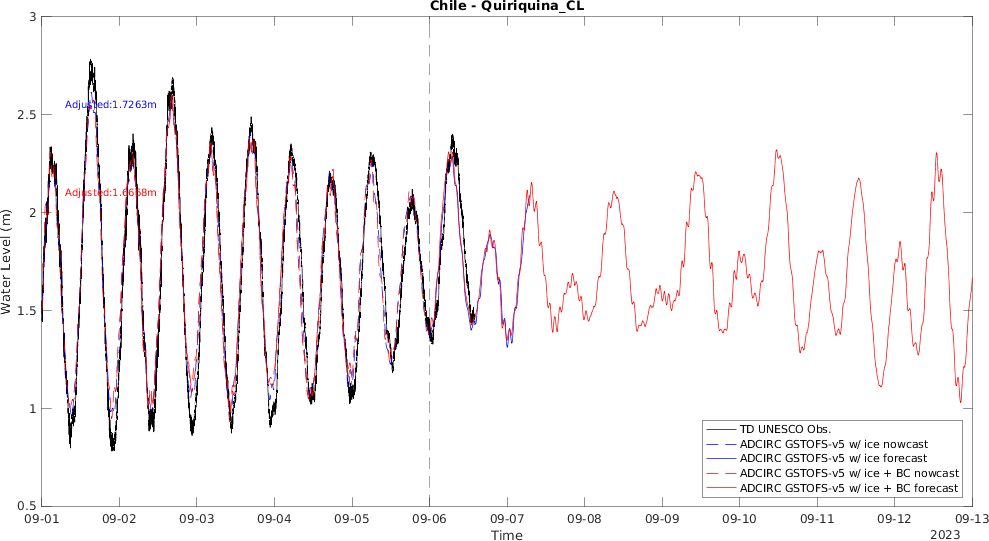 Chile - Quiriquina_CL
3
2.5
2
1.5
1
0.5
Water Level (m)
Adjusted:1.7263m
Adjusted:1.6668m
TD UNESCO Obs.
ADCIRC GSTOFS-v5 w/ ice nowcast
ADCIRC GSTOFS-v5 w/ ice forecast
ADCIRC GSTOFS-v5 w/ ice + BC nowcast
ADCIRC GSTOFS-v5 w/ ice + BC forecast
09-01 09-02 09-03 09-04 09-05 09-06 09-07 09-08 09-09 09-10 09-11 09-12 09-13
Time
2023